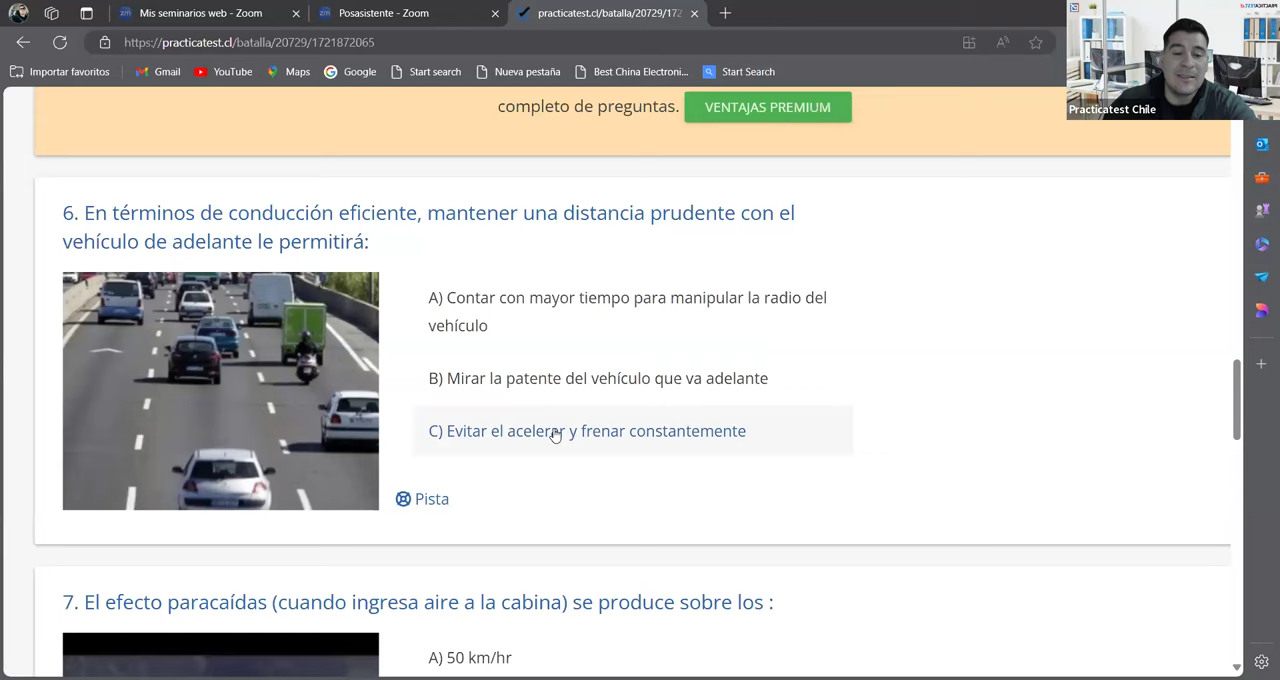 Mis seminarios web - Zoom
Posasistente - Zoom
practicatest.cl/batalla/20729/172
https://practicatest.cl/batalla/20729/1721872065
Importar favoritos
Gmail
YouTube
Maps
Google
Start search
Nueva pestaña
Best China Electroni...
Start Search
Practicatest Chile
completo de preguntas.
VENTAJAS PREMIUM
6. En términos de conducción eficiente, mantener una distancia prudente con el
vehículo de adelante le permitirá:
A) Contar con mayor tiempo para manipular la radio del
vehículo
B) Mirar la patente del vehículo que va adelante
C) Evitar el acelerar y frenar constantemente
Pista
7. El efecto paracaídas (cuando ingresa aire a la cabina) se produce sobre los :
A) 50 km/hr